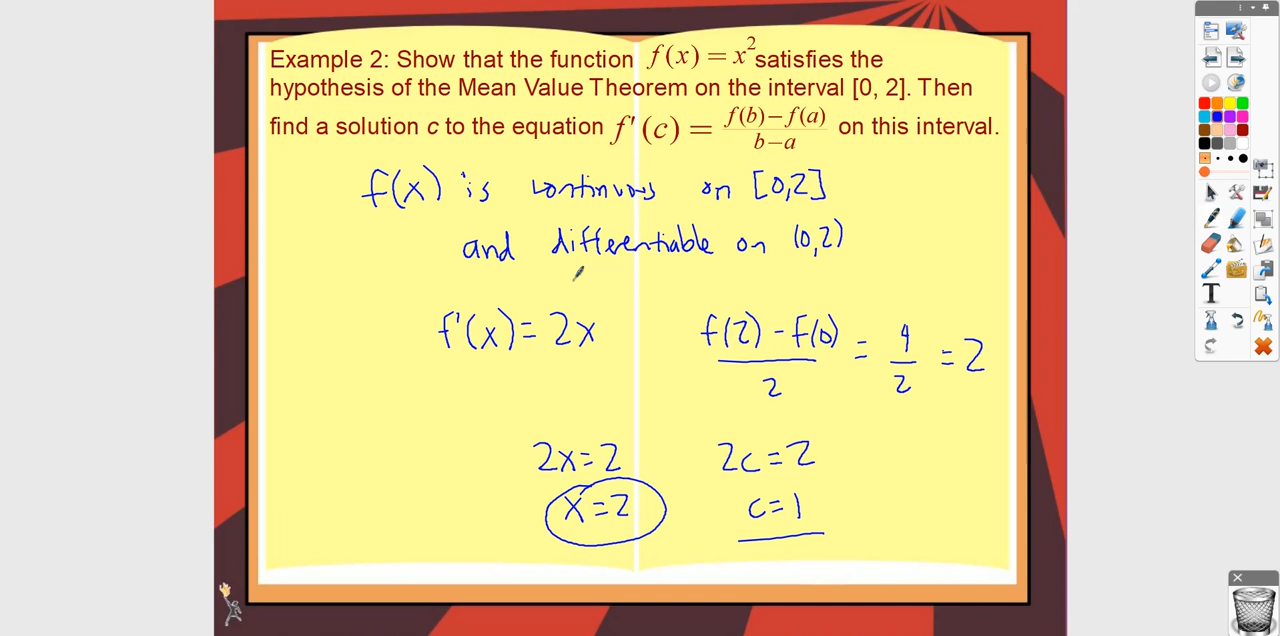 Example 2: Show that the function f(x) = x² satisfies the
hypothesis of the Mean Value Theorem on the interval [0, 2]. Then
find a solution c to the equation f'(c) = f(b)−f(a) / b−a on this interval.
f(x) is continuous on [0,2]
and differentiable on (0,2)
f'(x) = 2x
f(2) - f(0) / 2 = 4/2 = 2
2x = 2
x = 2
2c = 2
c = 1
T